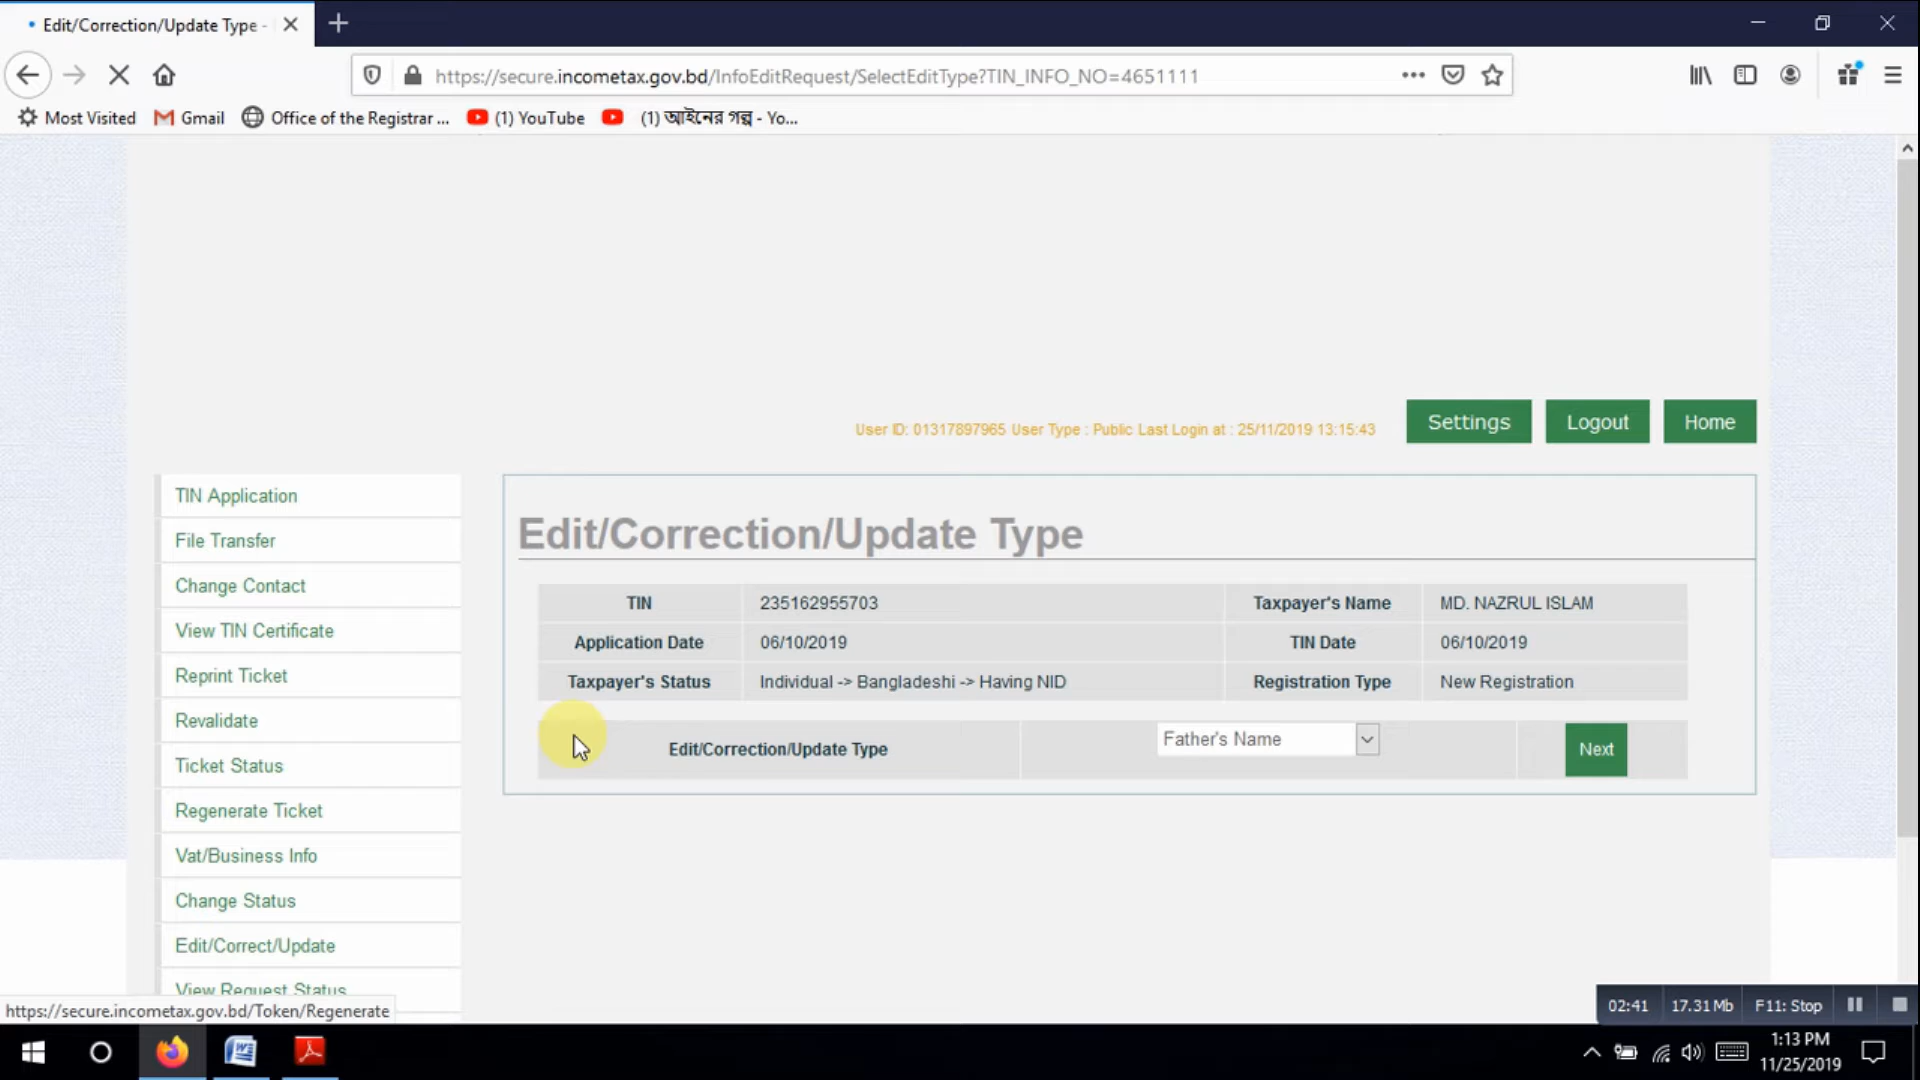 Edit/Correction/Update Type -
https://secure.incometax.gov.bd/InfoEditRequest/SelectEditType?TIN_INFO_NO=4651111
Most Visited Gmail Office of the Registrar ... (1) YouTube (1) আইনের গল্প - Yo...
Settings Logout Home
User ID: 01317897965 User Type : Public Last Login at : 25/11/2019 13:15:43
TIN Application
File Transfer
Change Contact
View TIN Certificate
Reprint Ticket
Revalidate
Ticket Status
Regenerate Ticket
Vat/Business Info
Change Status
Edit/Correct/Update
View Request Status
Edit/Correction/Update Type
TIN 235162955703 Taxpayer's Name MD. NAZRUL ISLAM
Application Date 06/10/2019 TIN Date 06/10/2019
Taxpayer's Status Individual -> Bangladeshi -> Having NID Registration Type New Registration
Edit/Correction/Update Type Father's Name Next
https://secure.incometax.gov.bd/Token/Regenerate
02:41 17.31 Mb F11: Stop
1:13 PM
11/25/2019